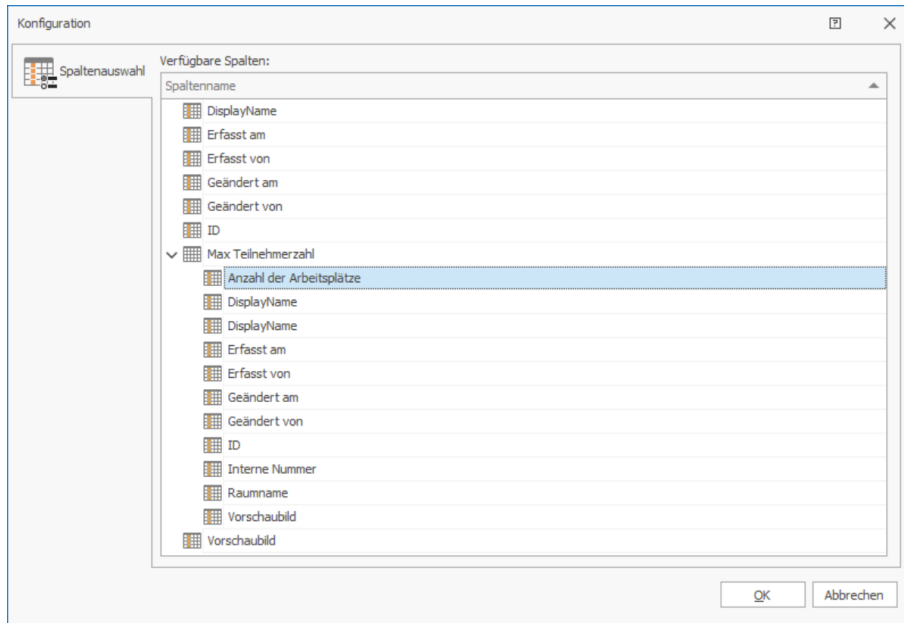 Konfiguration
Spaltenauswahl
Verfügbare Spalten:
Spaltenname
DisplayName
Erfasst am
Erfasst von
Geändert am
Geändert von
ID
Max Teilnehmerzahl
Anzahl der Arbeitsplätze
DisplayName
DisplayName
Erfasst am
Erfasst von
Geändert am
Geändert von
ID
Interne Nummer
Raumname
Vorschaubild
Vorschaubild
OK
Abbrechen